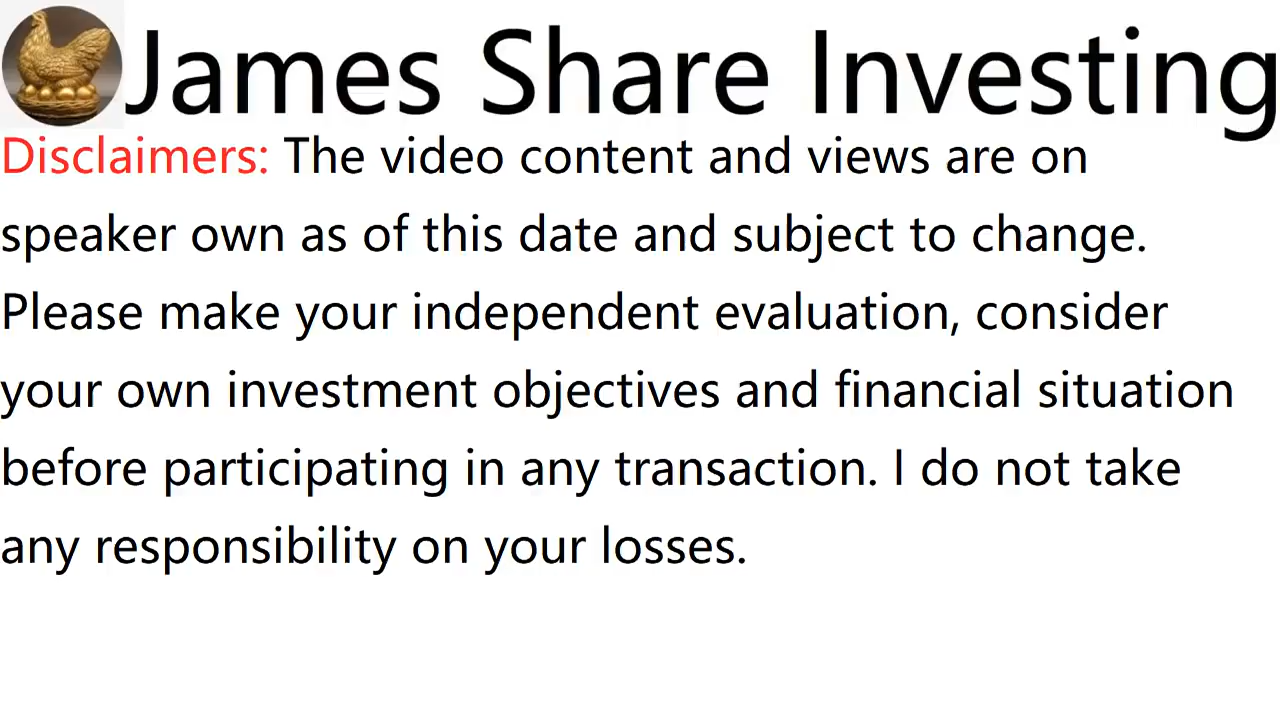 James Share Investing
Disclaimers: The video content and views are on
speaker own as of this date and subject to change.
Please make your independent evaluation, consider
your own investment objectives and financial situation
before participating in any transaction. I do not take
any responsibility on your losses.